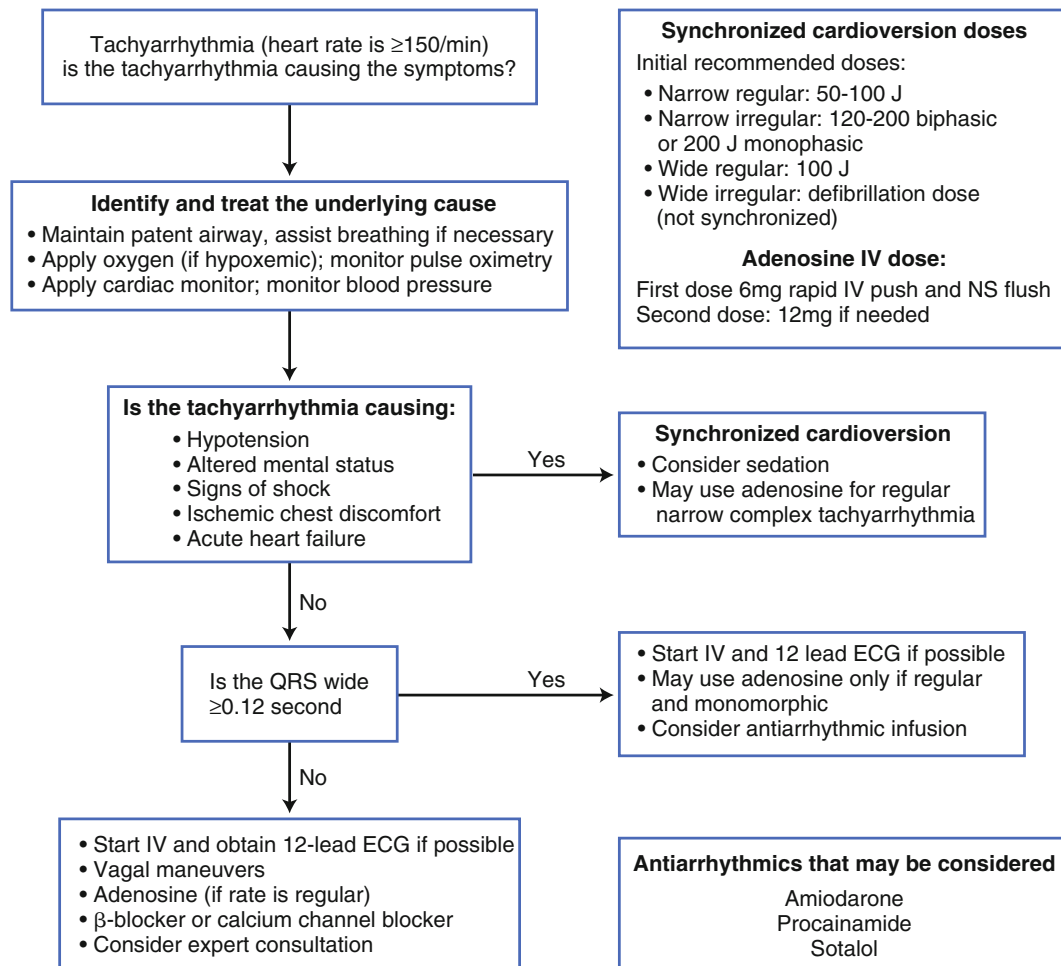 Tachyarrhythmia (heart rate is ≥150/min)
is the tachyarrhythmia causing the symptoms?
Identify and treat the underlying cause
• Maintain patent airway, assist breathing if necessary
• Apply oxygen (if hypoxemic); monitor pulse oximetry
• Apply cardiac monitor; monitor blood pressure
Is the tachyarrhythmia causing:
• Hypotension
• Altered mental status
• Signs of shock
• Ischemic chest discomfort
• Acute heart failure
Yes
No
Is the QRS wide
≥0.12 second
Yes
No
• Start IV and obtain 12-lead ECG if possible
• Vagal maneuvers
• Adenosine (if rate is regular)
• β-blocker or calcium channel blocker
• Consider expert consultation
Synchronized cardioversion doses
Initial recommended doses:
• Narrow regular: 50-100 J
• Narrow irregular: 120-200 biphasic
or 200 J monophasic
• Wide regular: 100 J
• Wide irregular: defibrillation dose
(not synchronized)
Adenosine IV dose:
First dose 6mg rapid IV push and NS flush
Second dose: 12mg if needed
Synchronized cardioversion
• Consider sedation
• May use adenosine for regular
narrow complex tachyarrhythmia
• Start IV and 12 lead ECG if possible
• May use adenosine only if regular
and monomorphic
• Consider antiarrhythmic infusion
Antiarrhythmics that may be considered
Amiodarone
Procainamide
Sotalol